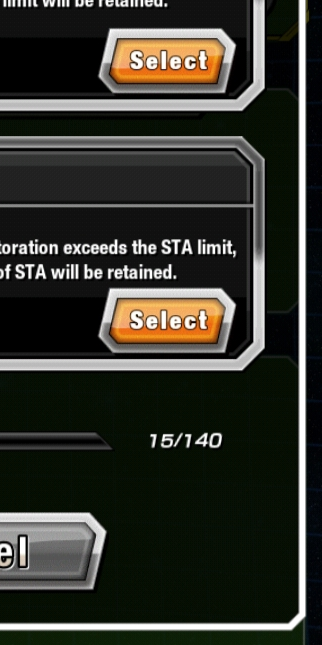 limit will be retained.
Select
toration exceeds the STA limit,
of STA will be retained.
Select
15/140
el